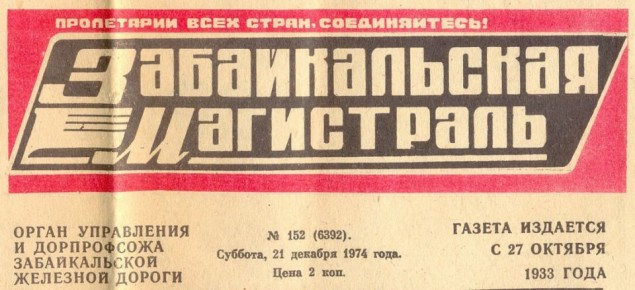 ПРОЛЕТАРИИ ВСЕХ СТРАН, СОЕДИНЯЙТЕСЬ!
ЗАБАЙКАЛЬСКАЯ
МАГИСТРАЛЬ
ОРГАН УПРАВЛЕНИЯ
И ДОРПРОФСОЖА
ЗАБАЙКАЛЬСКОЙ
ЖЕЛЕЗНОЙ ДОРОГИ
№ 152 (6392).
Суббота, 21 декабря 1974 года.
Цена 2 коп.
ГАЗЕТА ИЗДАЕТСЯ
С 27 ОКТЯБРЯ
1933 ГОДА